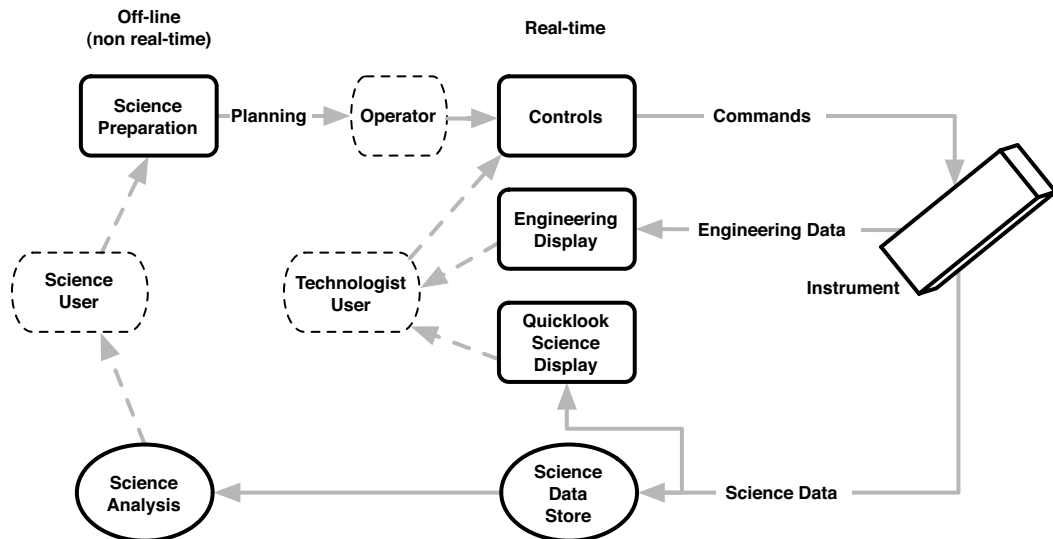 Off-line
(non real-time)
Real-time
Science
Preparation
Planning
Operator
Controls
Commands
Engineering
Display
Engineering Data
Science
User
Technologist
User
Instrument
Quicklook
Science
Display
Science
Analysis
Science
Data
Store
Science Data